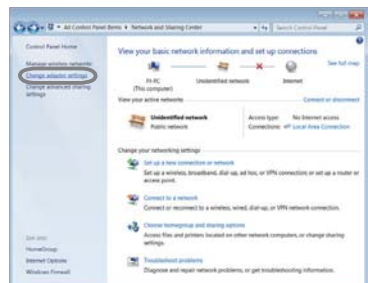 All Control Panel Items ▸ Network and Sharing Center
Search Control Panel
Control Panel Home
Manage wireless networks
Change adapter settings
Change advanced sharing
settings
See also
HomeGroup
Internet Options
Windows Firewall
View your basic network information and set up connections
See full map
(This computer)
Unidentified network
Internet
View your active networks
Connect or disconnect
Unidentified network
Public network
Access type: No Internet access
Connections: Local Area Connection
Change your networking settings
Set up a new connection or network
Set up a wireless, broadband, dial-up, ad hoc, or VPN connection; or set up a router or
access point.
Connect to a network
Connect or reconnect to a wireless, wired, dial-up, or VPN network connection.
Choose homegroup and sharing options
Access files and printers located on other network computers, or change sharing
settings.
Troubleshoot problems
Diagnose and repair network problems, or get troubleshooting information.